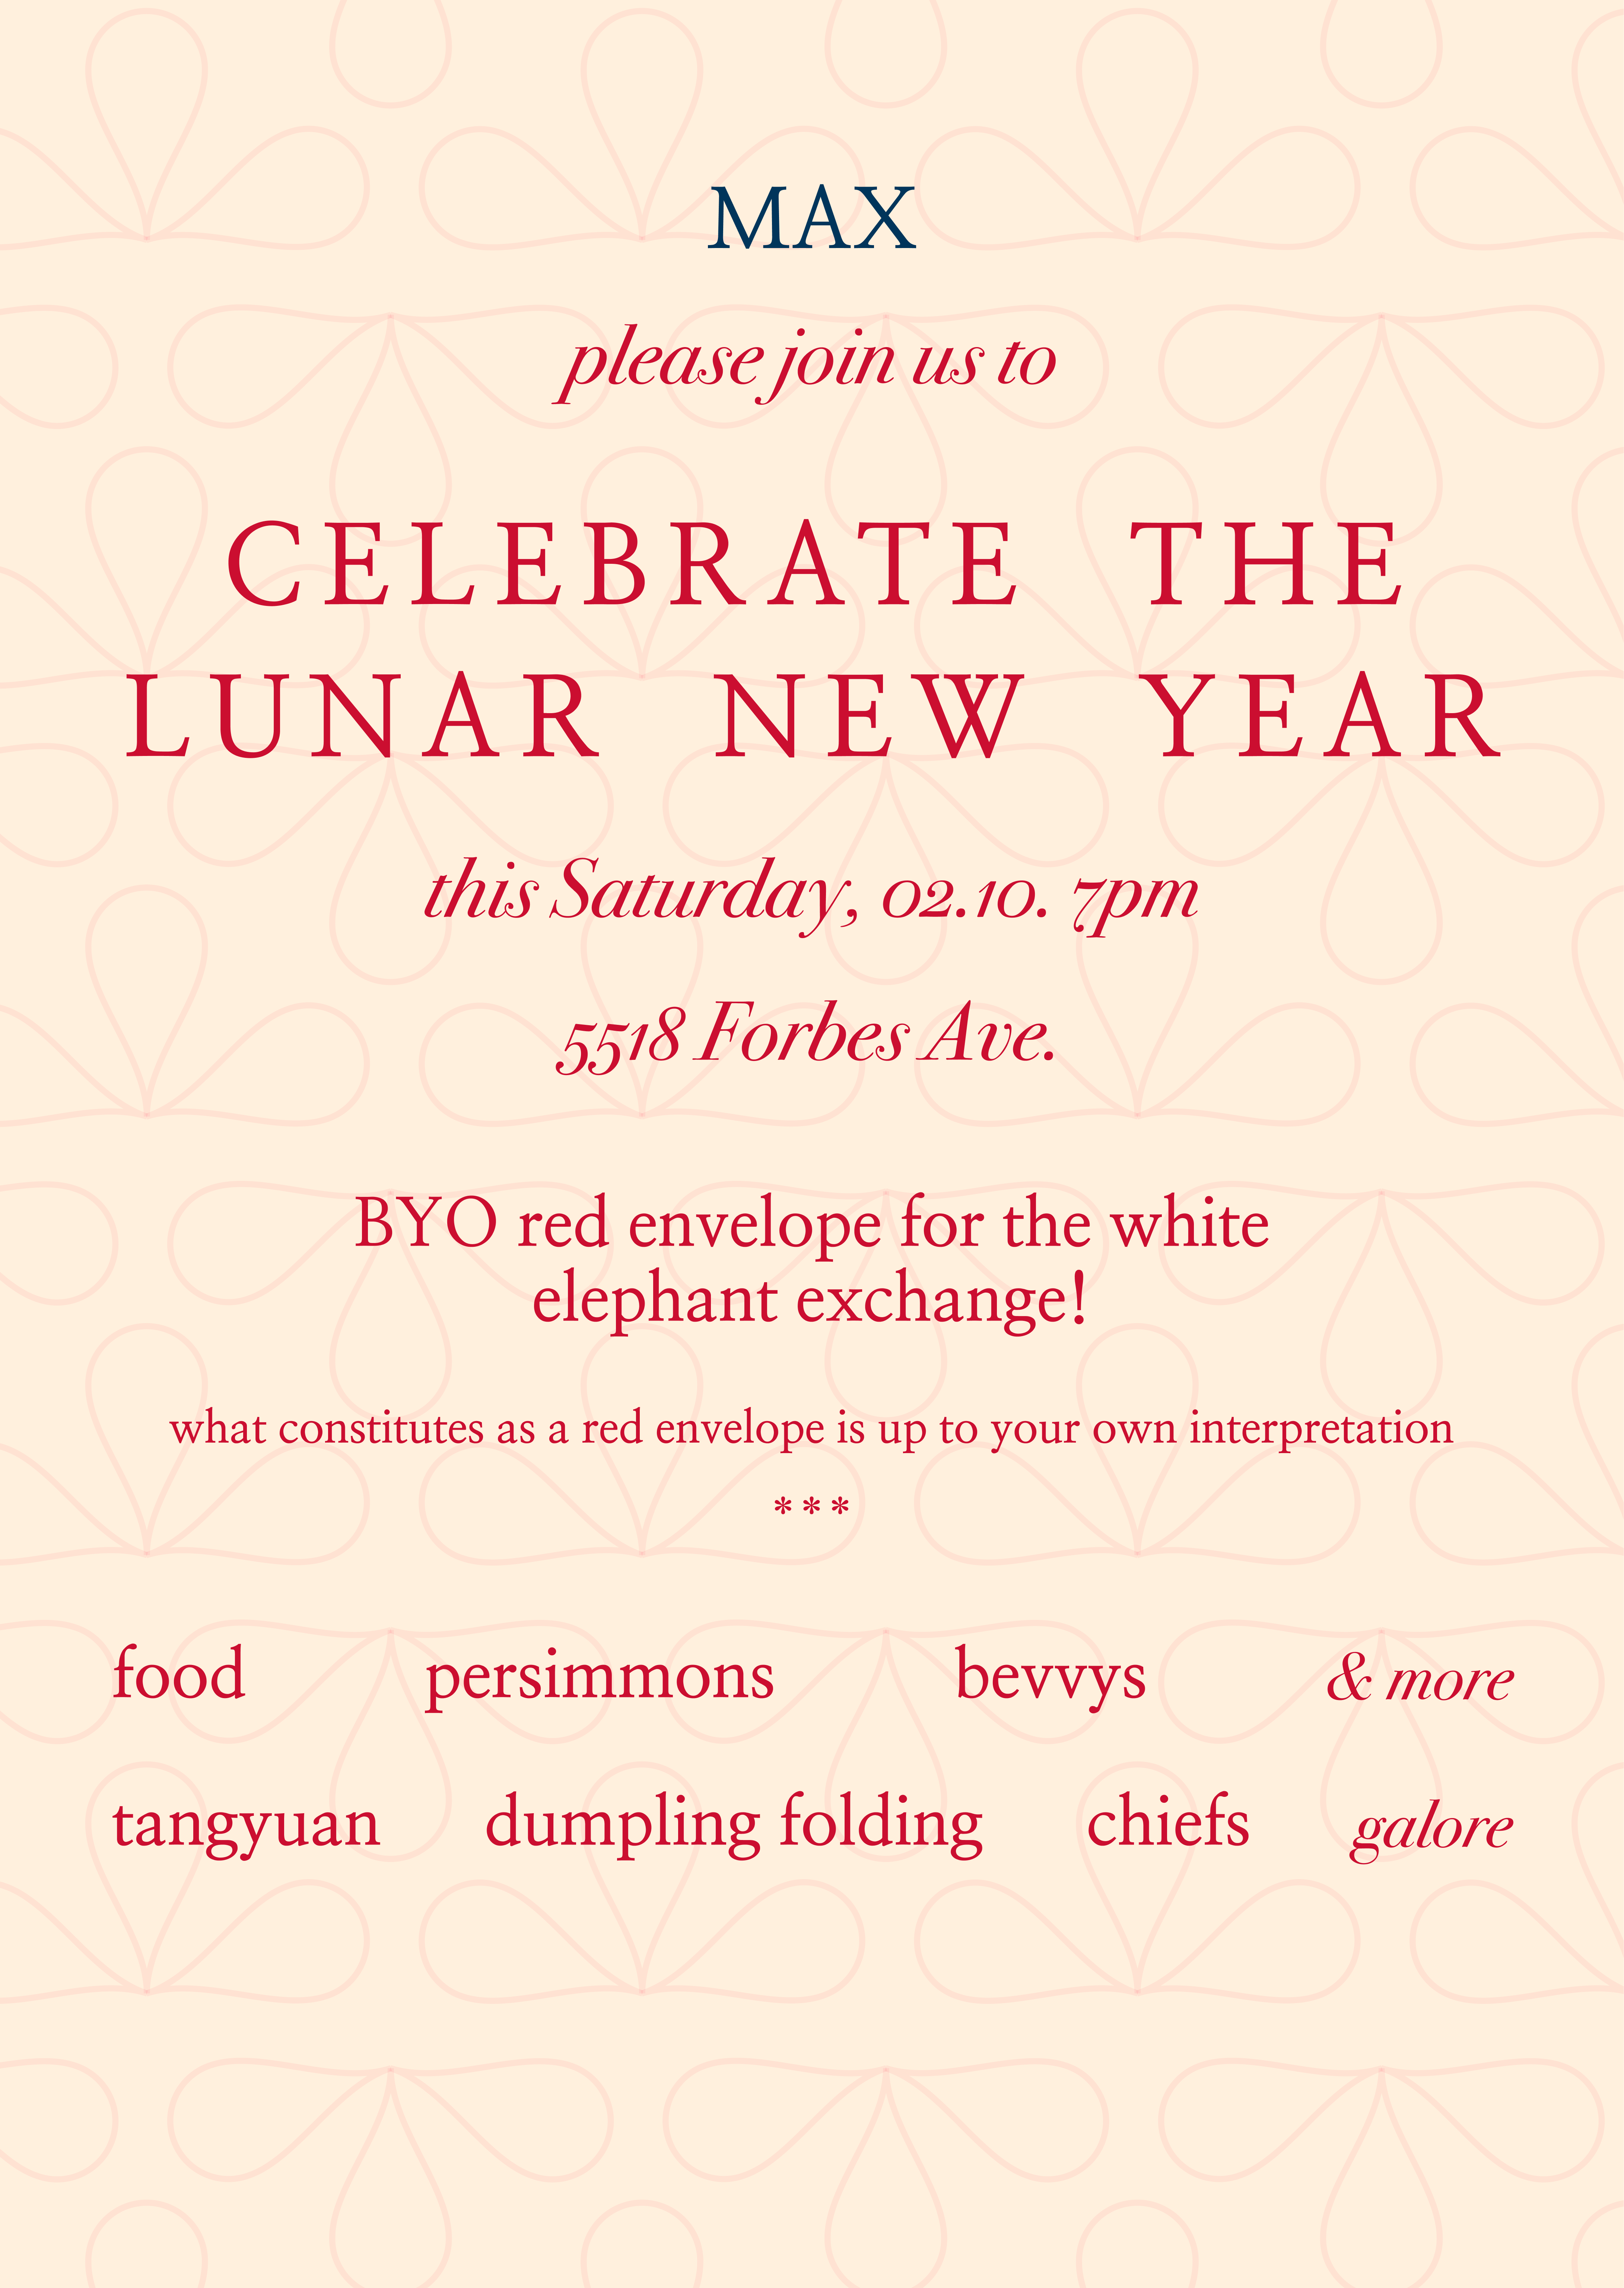 MAX
please join us to
CELEBRATE THE
LUNAR NEW YEAR
this Saturday, 02.10. 7pm
5518 Forbes Ave.
BYO red envelope for the white
elephant exchange!
what constitutes as a red envelope is up to your own interpretation
***
food persimmons bevvys & more
tangyuan dumpling folding chiefs galore